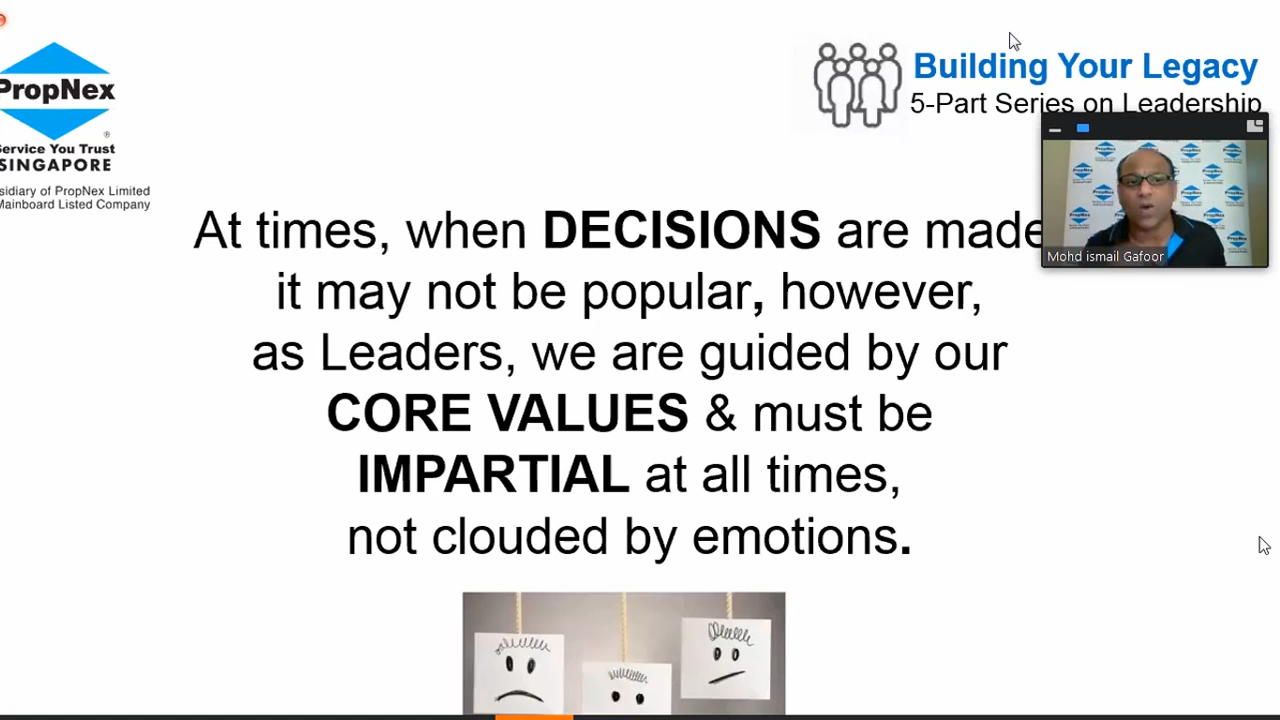 PropNex
®
Service You Trust
SINGAPORE
sidiary of PropNex Limited
Mainboard Listed Company
Building Your Legacy
5-Part Series on Leadership
Mohd ismail Gafoor
At times, when DECISIONS are made
it may not be popular, however,
as Leaders, we are guided by our
CORE VALUES & must be
IMPARTIAL at all times,
not clouded by emotions.